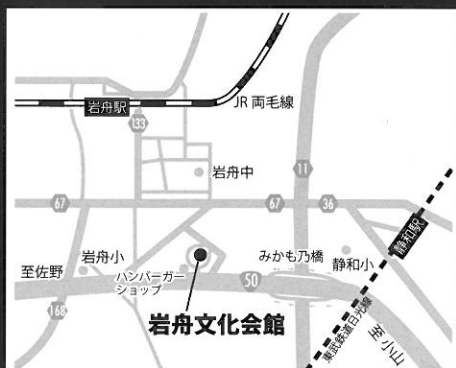 岩舟駅
JR 両毛線
133
岩舟中
11
67
67
36
静和駅
岩舟小
至佐野
ハンバーガー
ショップ
みかも乃橋
静和小
50
168
岩舟文化会館
東武鉄道日光線
至小山